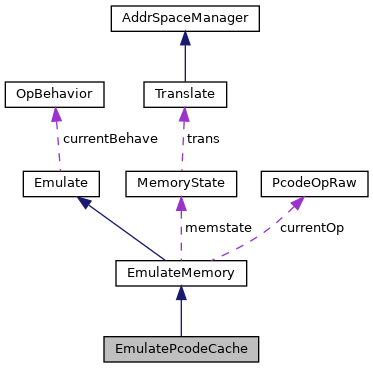 AddrSpaceManager
OpBehavior
Translate
currentBehave
trans
Emulate
MemoryState
PcodeOpRaw
memstate
currentOp
EmulateMemory
EmulatePcodeCache